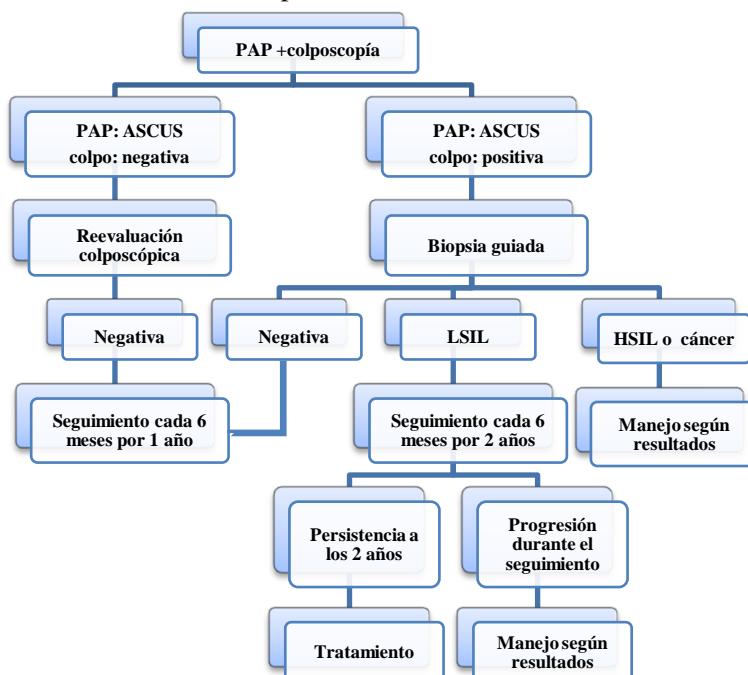 PAP +colposcopía
PAP: ASCUS
colpo: negativa
PAP: ASCUS
colpo: positiva
Reevaluación
colposcópica
Biopsia guiada
Negativa
Negativa
LSIL
HSIL o cáncer
Seguimiento cada 6
meses por 1 año
Seguimiento cada 6
meses por 2 años
Manejo según
resultados
Persistencia a
los 2 años
Progresión
durante el
seguimiento
Tratamiento
Manejo según
resultados